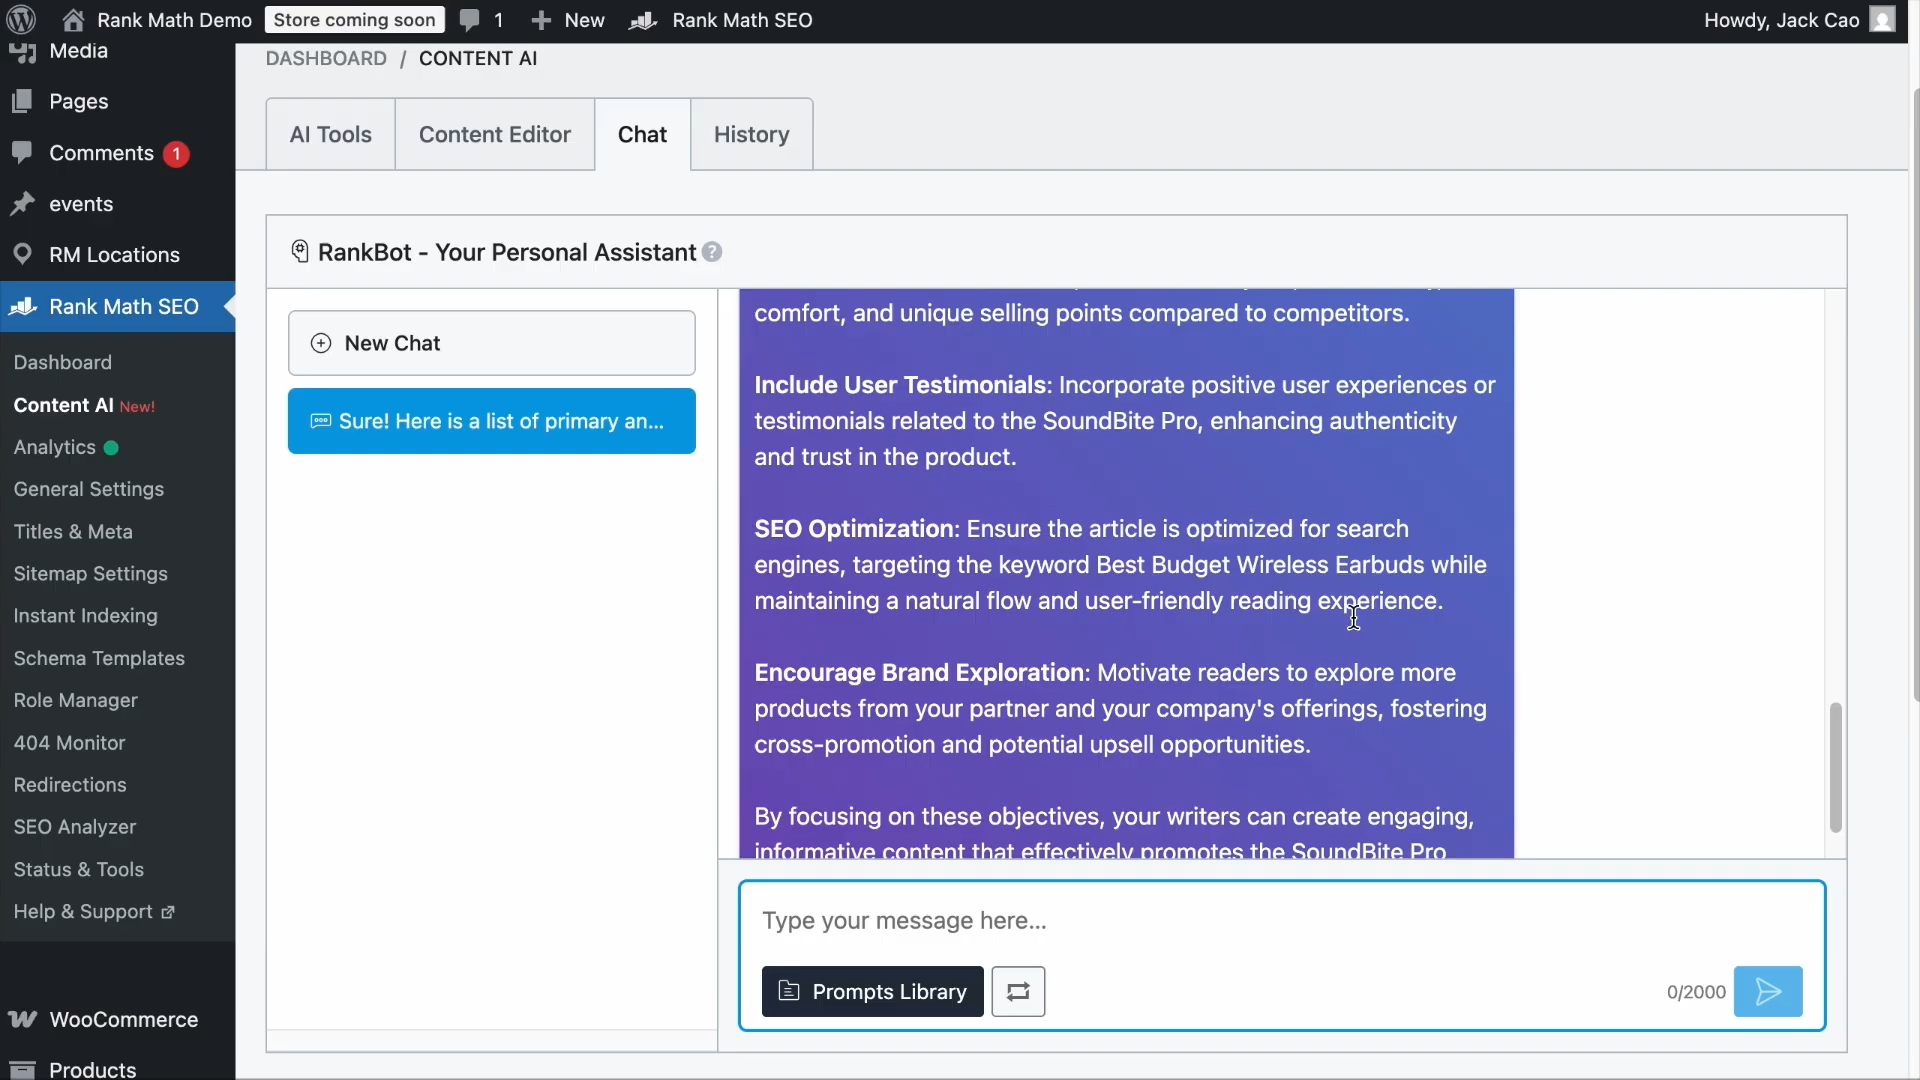 Rank Math Demo
Store coming soon
1
New
Rank Math SEO
Howdy, Jack Cao
Media
Pages
Comments 1
events
RM Locations
Rank Math SEO
Dashboard
Content AI New!
Analytics
General Settings
Titles & Meta
Sitemap Settings
Instant Indexing
Schema Templates
Role Manager
404 Monitor
Redirections
SEO Analyzer
Status & Tools
Help & Support
WooCommerce
Products
DASHBOARD / CONTENT AI
AI Tools
Content Editor
Chat
History
RankBot - Your Personal Assistant ?
New Chat
Sure! Here is a list of primary an...
comfort, and unique selling points compared to competitors.
Include User Testimonials: Incorporate positive user experiences or
testimonials related to the SoundBite Pro, enhancing authenticity
and trust in the product.
SEO Optimization: Ensure the article is optimized for search
engines, targeting the keyword Best Budget Wireless Earbuds while
maintaining a natural flow and user-friendly reading experience.
Encourage Brand Exploration: Motivate readers to explore more
products from your partner and your company's offerings, fostering
cross-promotion and potential upsell opportunities.
By focusing on these objectives, your writers can create engaging,
informative content that effectively promotes the SoundBite Pro
Type your message here...
Prompts Library
0/2000